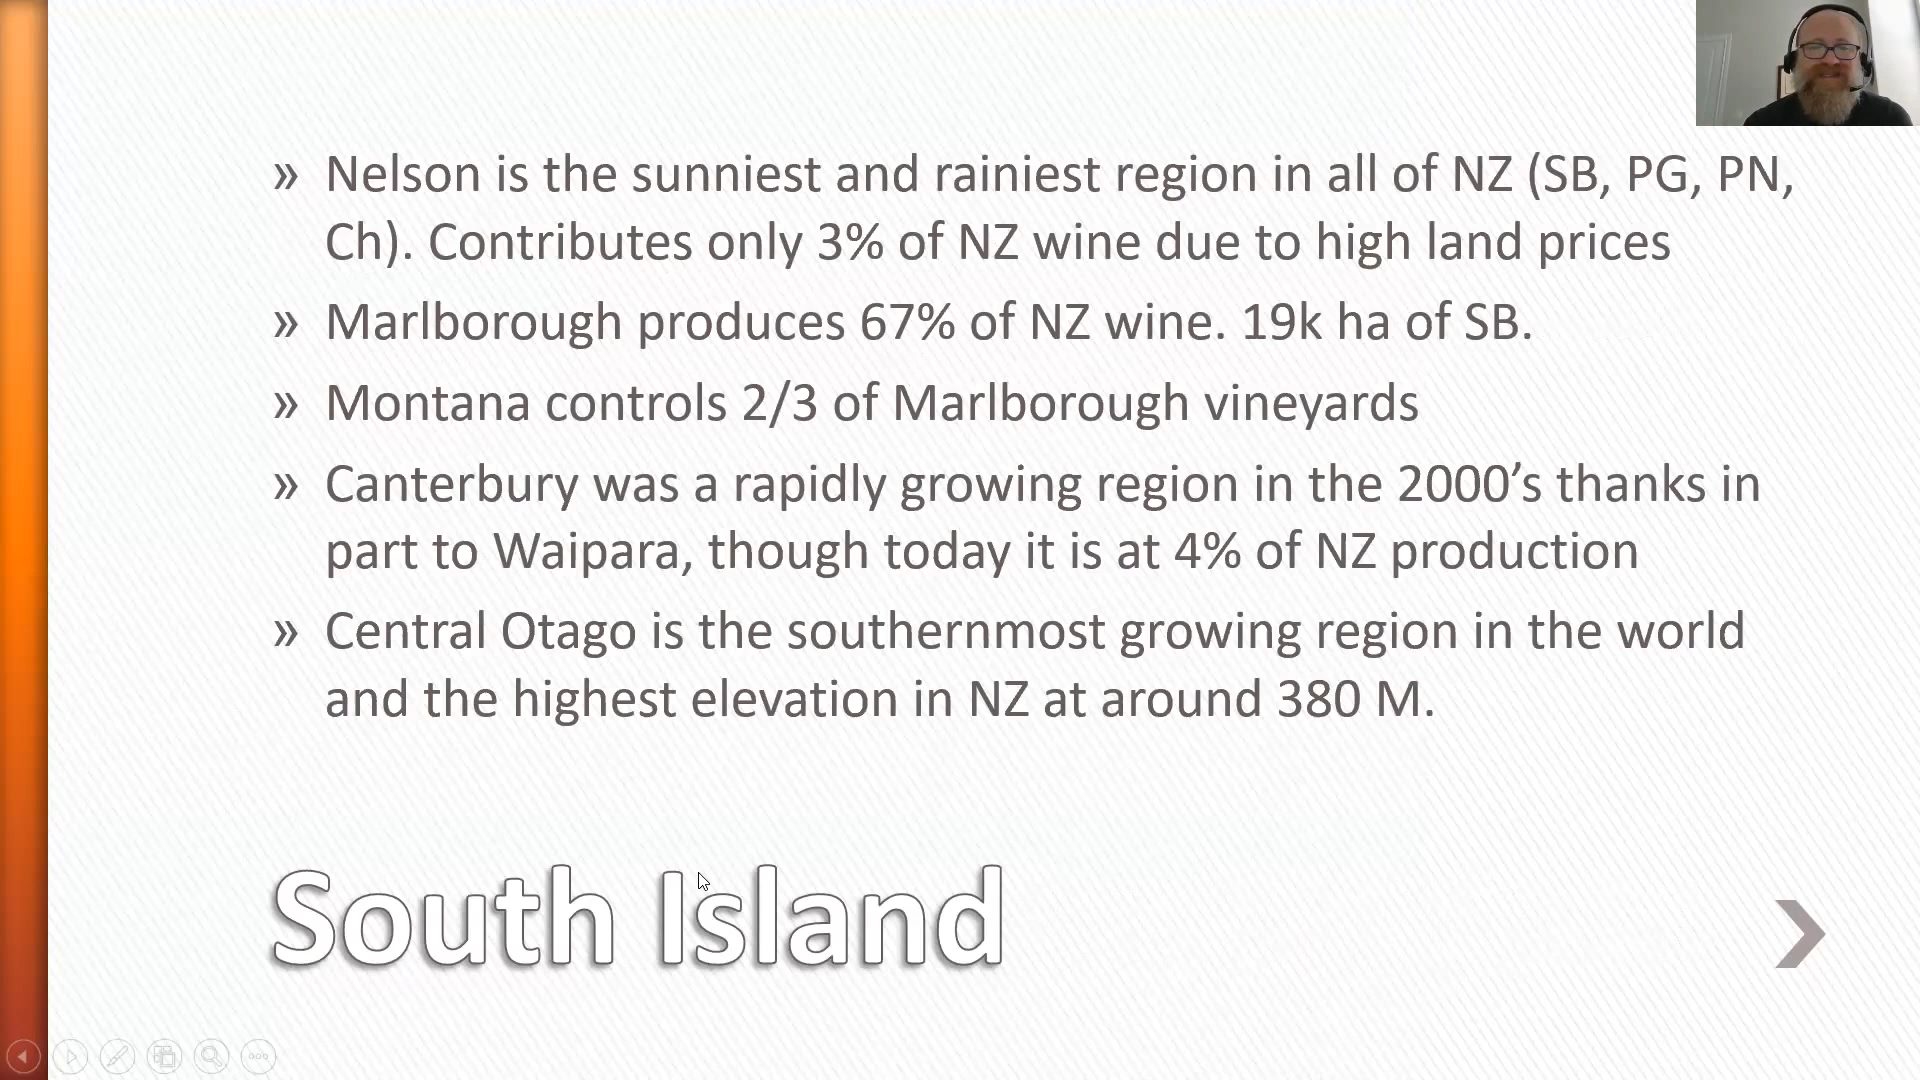 » Nelson is the sunniest and rainiest region in all of NZ (SB, PG, PN,
Ch). Contributes only 3% of NZ wine due to high land prices
» Marlborough produces 67% of NZ wine. 19k ha of SB.
» Montana controls 2/3 of Marlborough vineyards
» Canterbury was a rapidly growing region in the 2000’s thanks in
part to Waipara, though today it is at 4% of NZ production
» Central Otago is the southernmost growing region in the world
and the highest elevation in NZ at around 380 M.
South Island